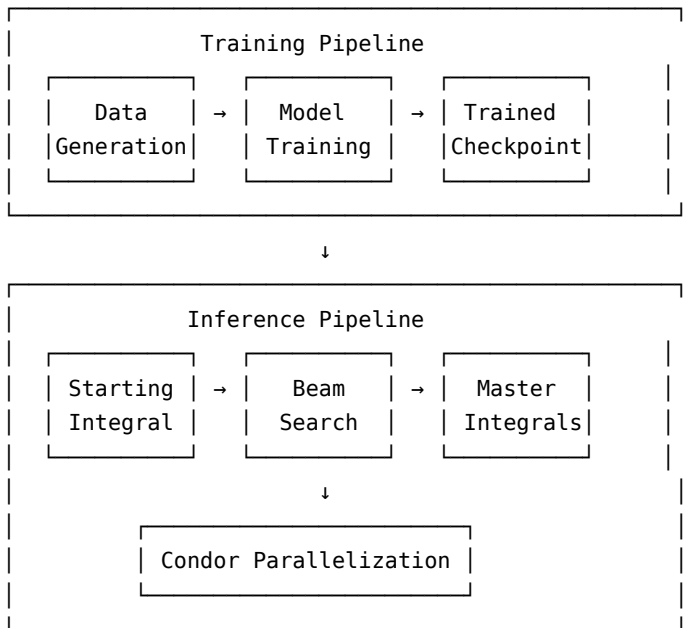 Training Pipeline
Data → Model → Trained
Generation Training Checkpoint
↓
Inference Pipeline
Starting → Beam → Master
Integral Search Integrals
↓
Condor Parallelization